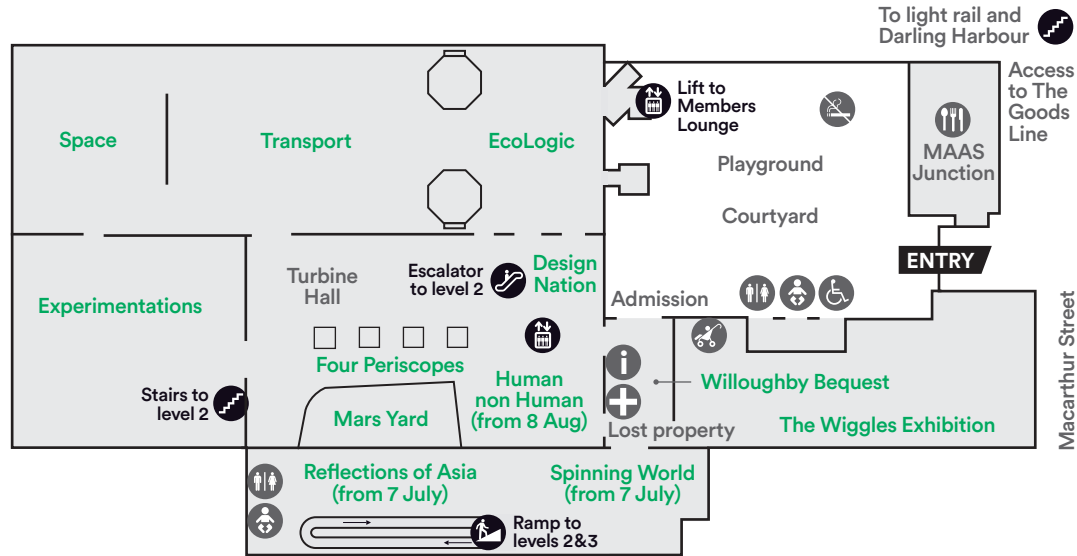 To light rail and
Darling Harbour
Access
to The
Goods
Line
Lift to
Members
Lounge
MAAS
Junction
Space
Transport
EcoLogic
Playground
Courtyard
ENTRY
Turbine
Hall
Escalator
to level 2
Design
Nation
Experimentations
Admission
Four Periscopes
Stairs to
level 2
Mars Yard
Human
non Human
(from 8 Aug)
i
Willoughby Bequest
Lost property
The Wiggles Exhibition
Macarthur Street
Reflections of Asia
(from 7 July)
Spinning World
(from 7 July)
Ramp to
levels 2&3